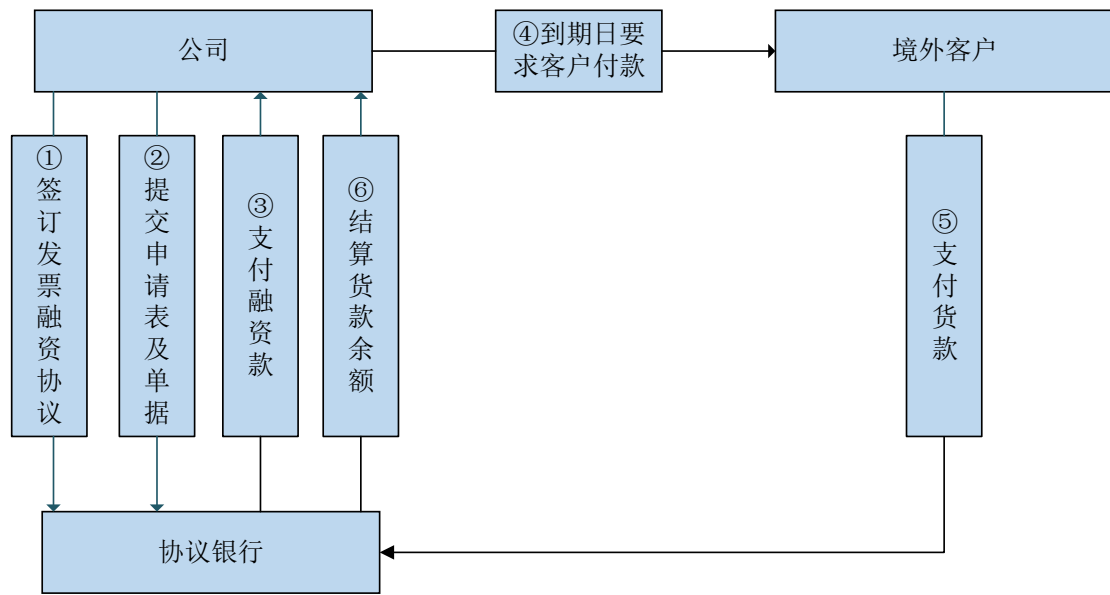 公司
④到期日要
求客户付款
境外客户
①签订发票融资协议
②提交申请表及单据
③支付融资款
⑥结算货款余额
⑤支付货款
协议银行